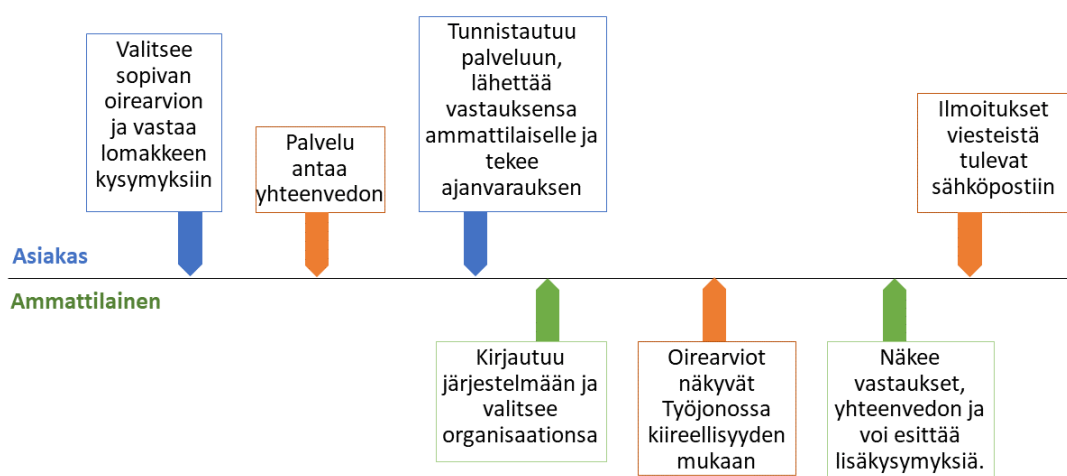 Valitsee
sopivan
oirearvion
ja vastaa
lomakkeen
kysymyksiin
Palvelu
antaa
yhteenvedon
Tunnistautuu
palveluun,
lähettää
vastauksensa
ammattilaiselle ja
tekee
ajanvarauksen
Ilmoitukset
viesteistä
tulevat
sähköpostiin
Asiakas
Ammattilainen
Kirjautuu
järjestelmään ja
valitsee
organisaationsa
Oirearviot
näkyvät
Työjonossa
kiireellisyyden
mukaan
Näkee
vastaukset,
yhteenvedon ja
voi esittää
lisäkysymyksiä.